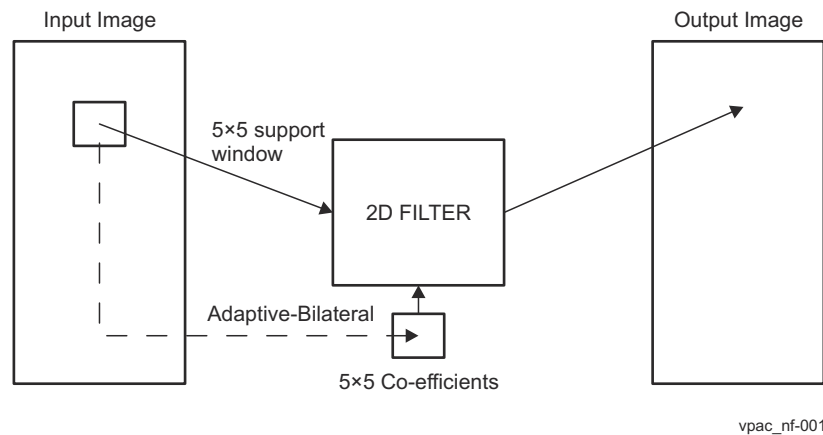 Input Image
Output Image
5×5 support
window
2D FILTER
Adaptive-Bilateral
5×5 Co-efficients
vpac_nf-001